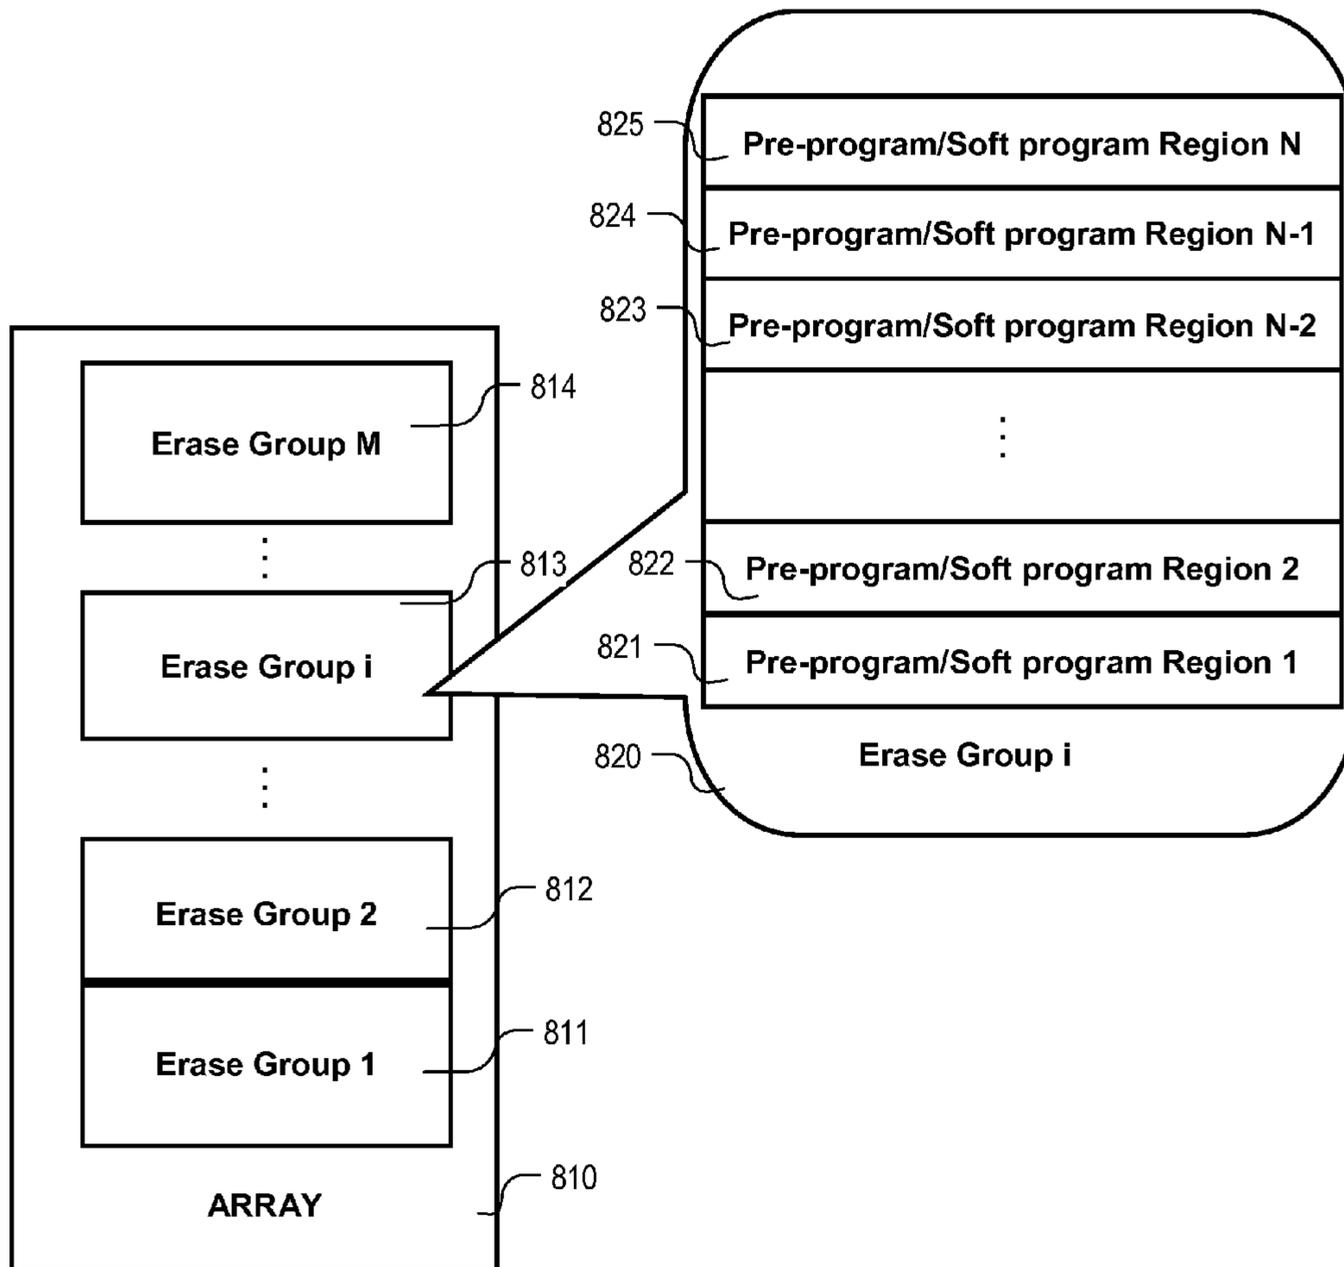 825
Pre-program/Soft program Region N
824
Pre-program/Soft program Region N-1
823
Pre-program/Soft program Region N-2
⋮
822
Pre-program/Soft program Region 2
821
Pre-program/Soft program Region 1
820
Erase Group i
814
Erase Group M
⋮
813
Erase Group i
⋮
812
Erase Group 2
811
Erase Group 1
810
ARRAY